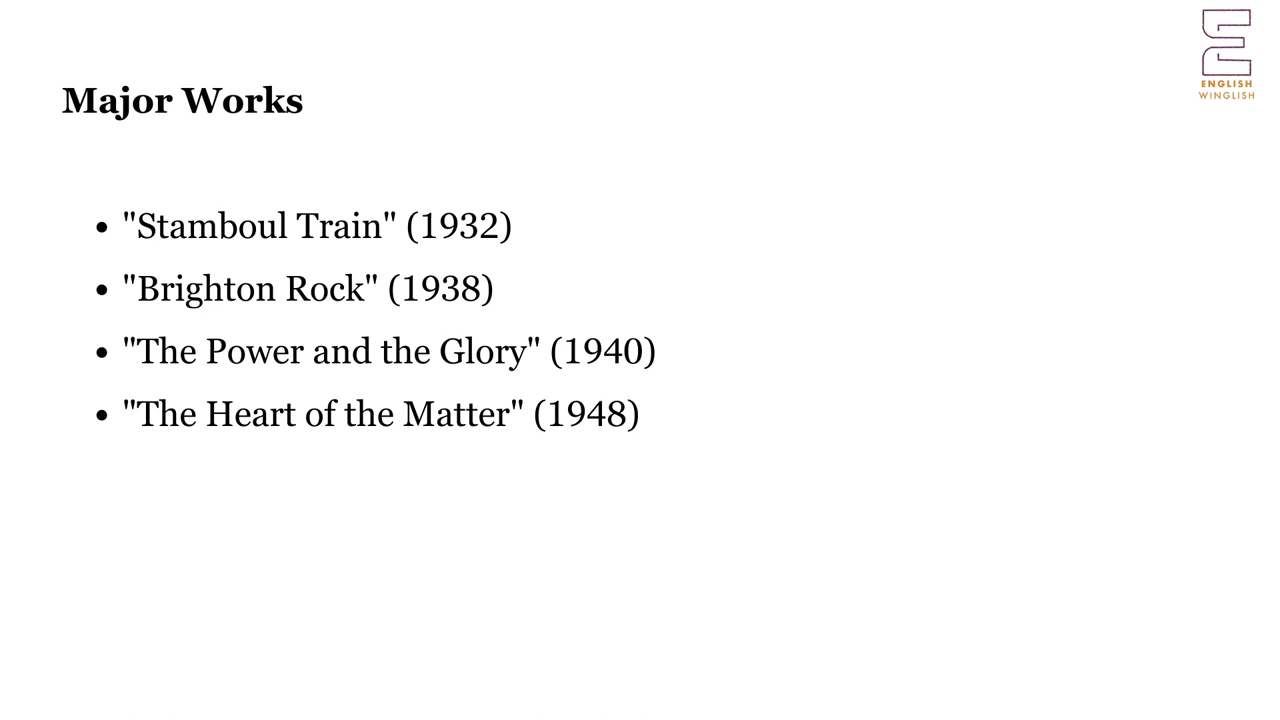 ENGLISH
WINGLISH
Major Works
• "Stamboul Train" (1932)
• "Brighton Rock" (1938)
• "The Power and the Glory" (1940)
• "The Heart of the Matter" (1948)